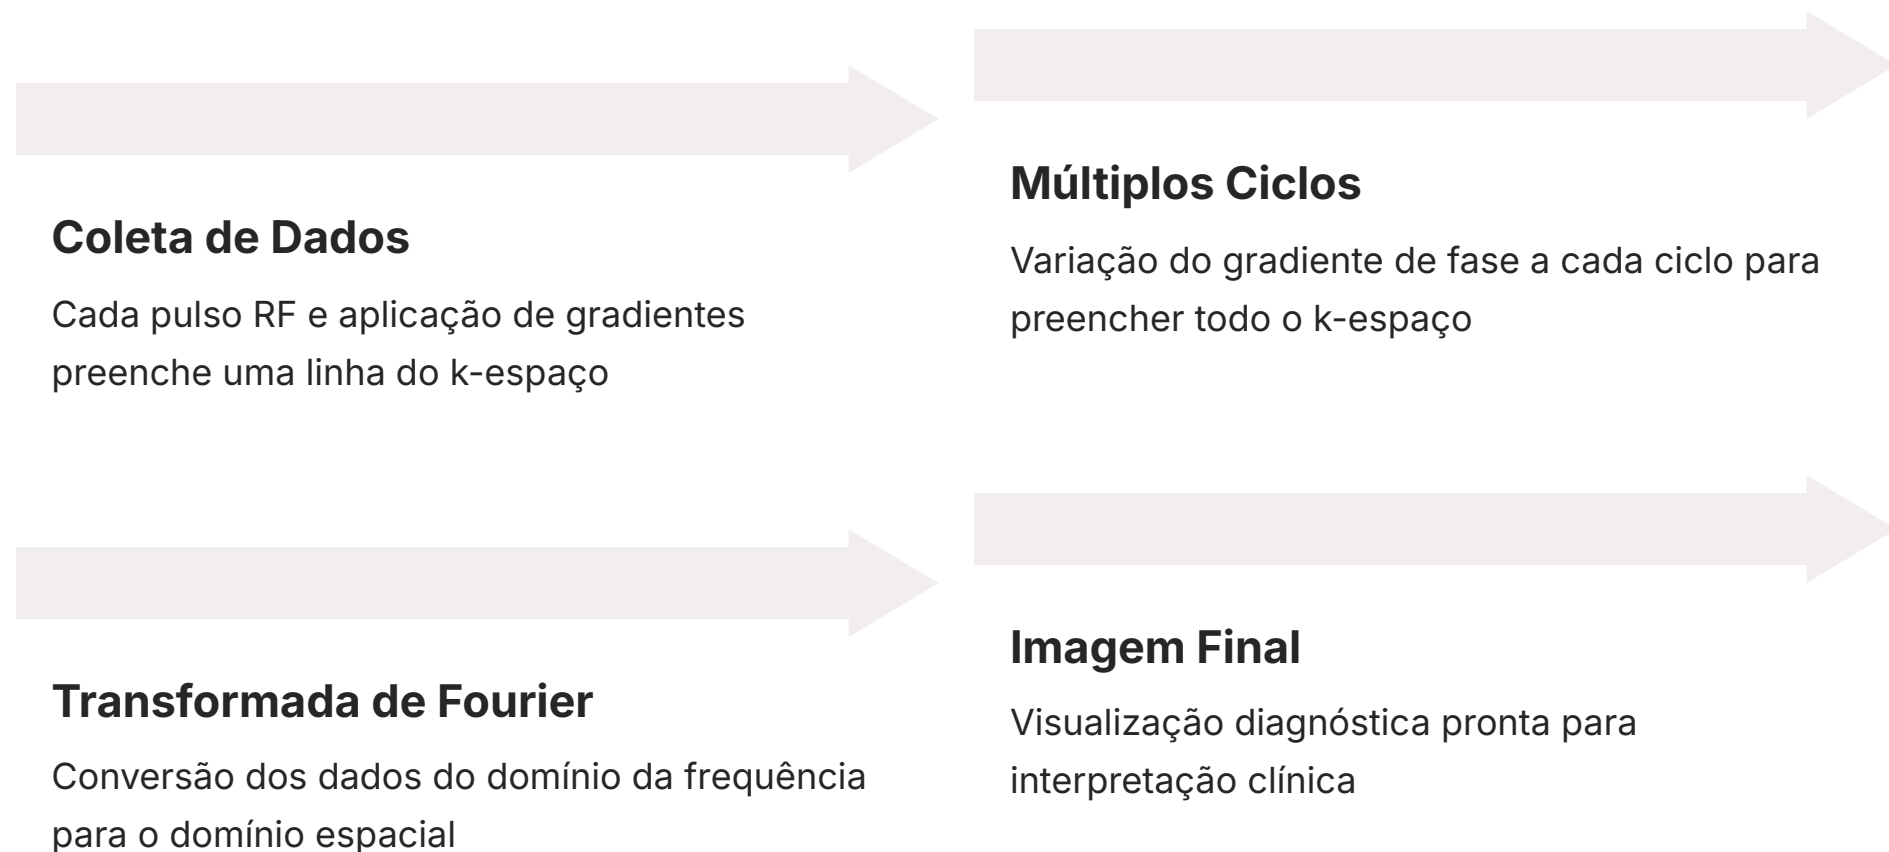 Coleta de Dados
Cada pulso RF e aplicação de gradientes
preenche uma linha do k-espaço
Múltiplos Ciclos
Variação do gradiente de fase a cada ciclo para
preencher todo o k-espaço
Transformada de Fourier
Conversão dos dados do domínio da frequência
para o domínio espacial
Imagem Final
Visualização diagnóstica pronta para
interpretação clínica